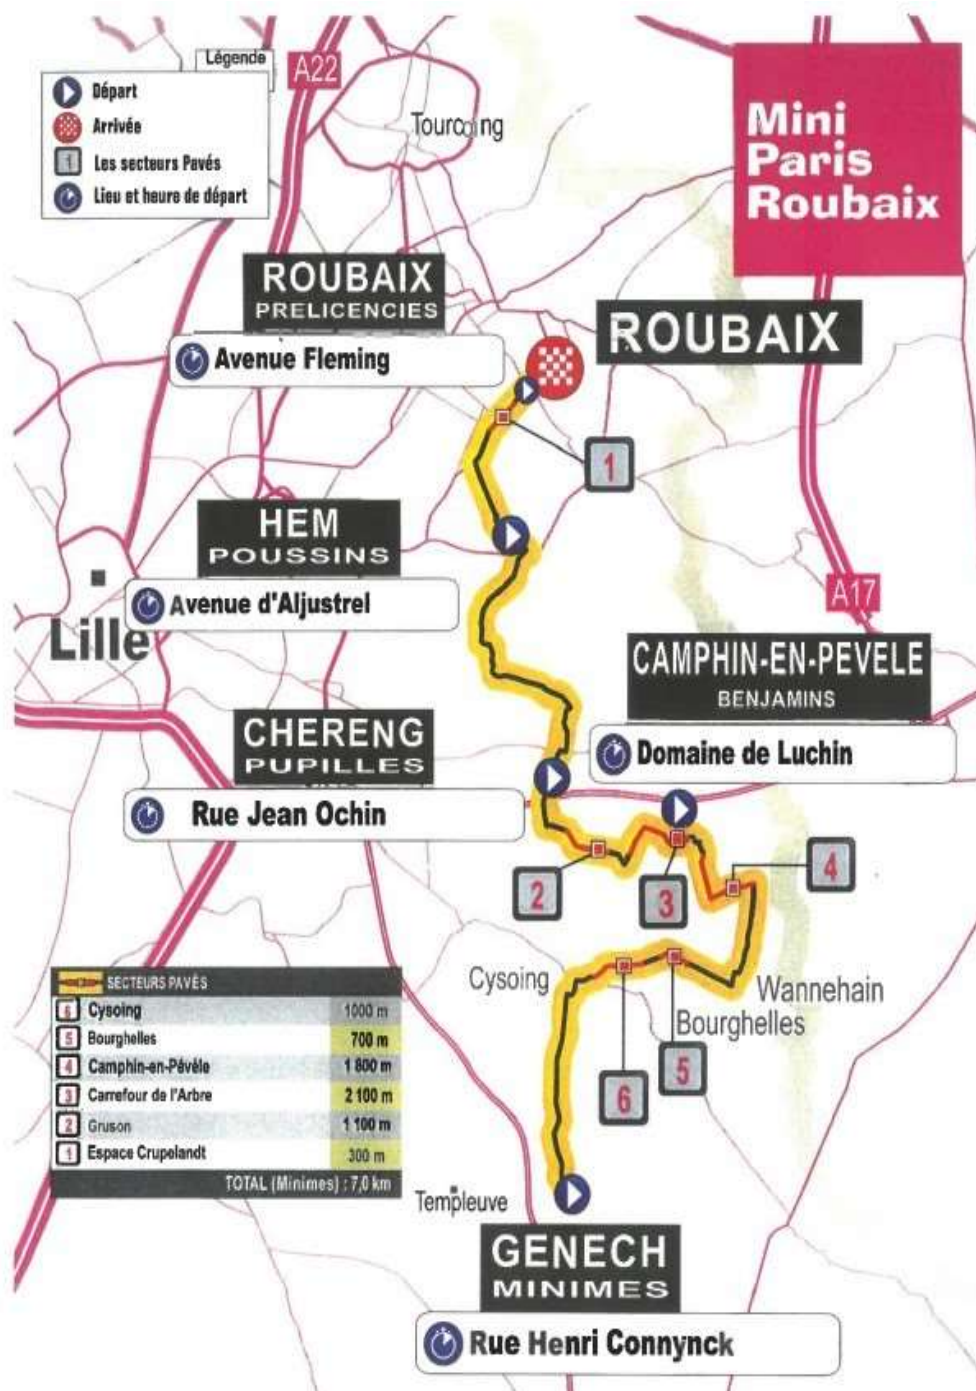 Légende
Départ
Arrivée
1 Les secteurs Pavés
Lieu et heure de départ
A22
Tourcoing
Mini
Paris
Roubaix
ROUBAIX
PRELICENCIES
Avenue Fleming
ROUBAIX
1
HEM
POUSSINS
Avenue d'Aljustrel
Lille
A17
CAMPHIN-EN-PEVELE
BENJAMINS
Domaine de Luchin
CHERENG
PUPILLES
Rue Jean Ochin
2
3
4
Cysoing
Wannehain
Bourghelles
6
5
SECTEURS PAVÉS
6 Cysoing 1000 m
5 Bourghelles 700 m
4 Camphin-en-Pévèle 1 800 m
3 Carrefour de l'Arbre 2 100 m
2 Gruson 1 100 m
1 Espace Crupelandt 300 m
TOTAL (Minimes) : 7,0 km
Templeuve
GENECH
MINIMES
Rue Henri Connynck